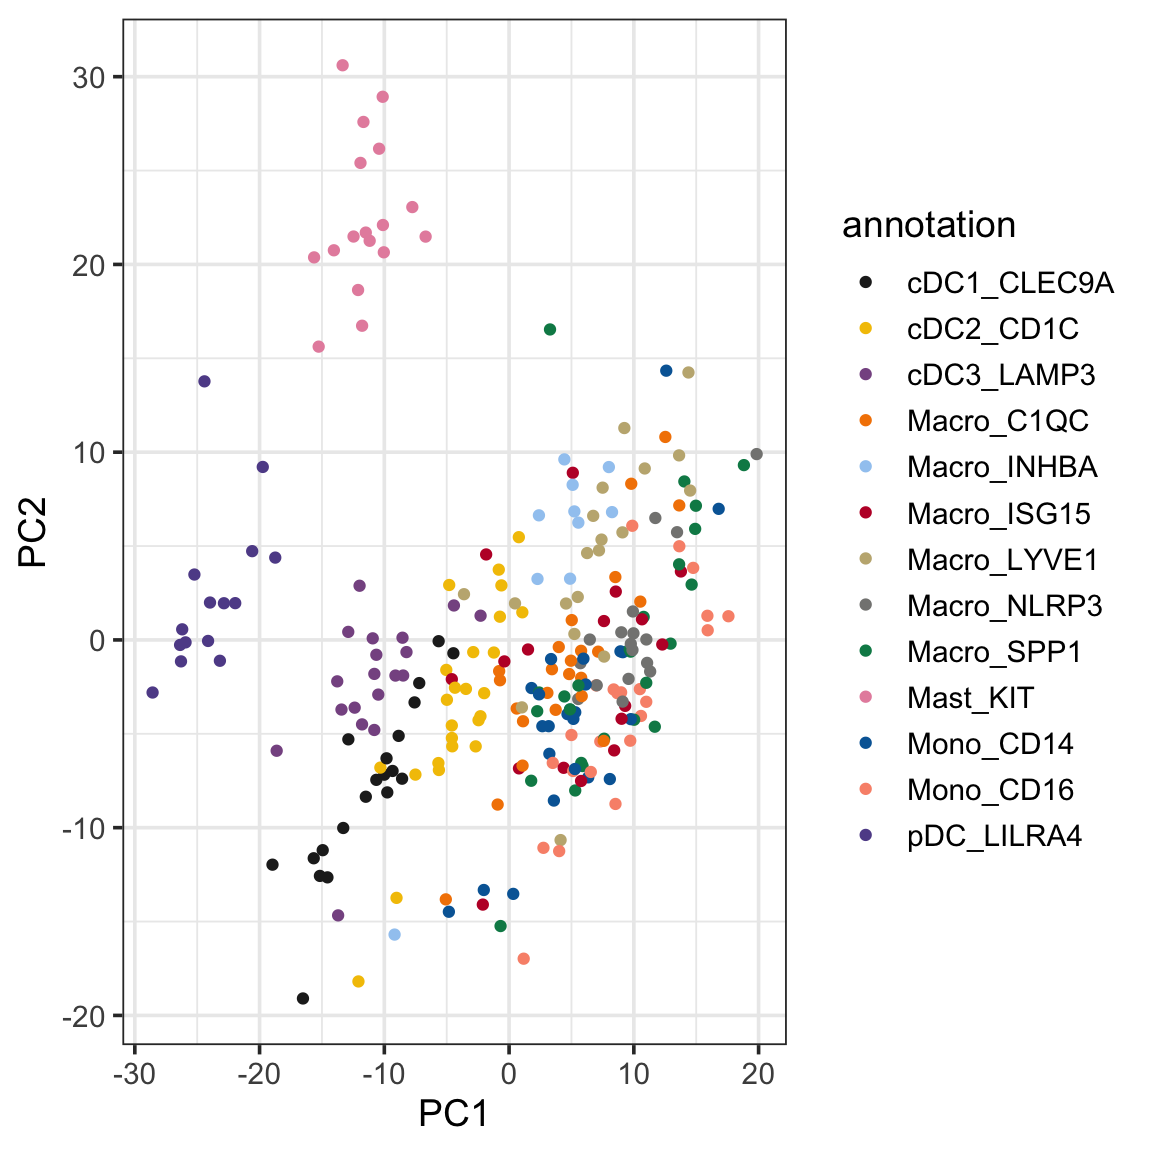 30
20
10
0
-10
-20
PC2
-30
-20
-10
0
10
20
PC1
annotation
cDC1_CLEC9A
cDC2_CD1C
cDC3_LAMP3
Macro_C1QC
Macro_INHBA
Macro_ISG15
Macro_LYVE1
Macro_NLRP3
Macro_SPP1
Mast_KIT
Mono_CD14
Mono_CD16
pDC_LILRA4